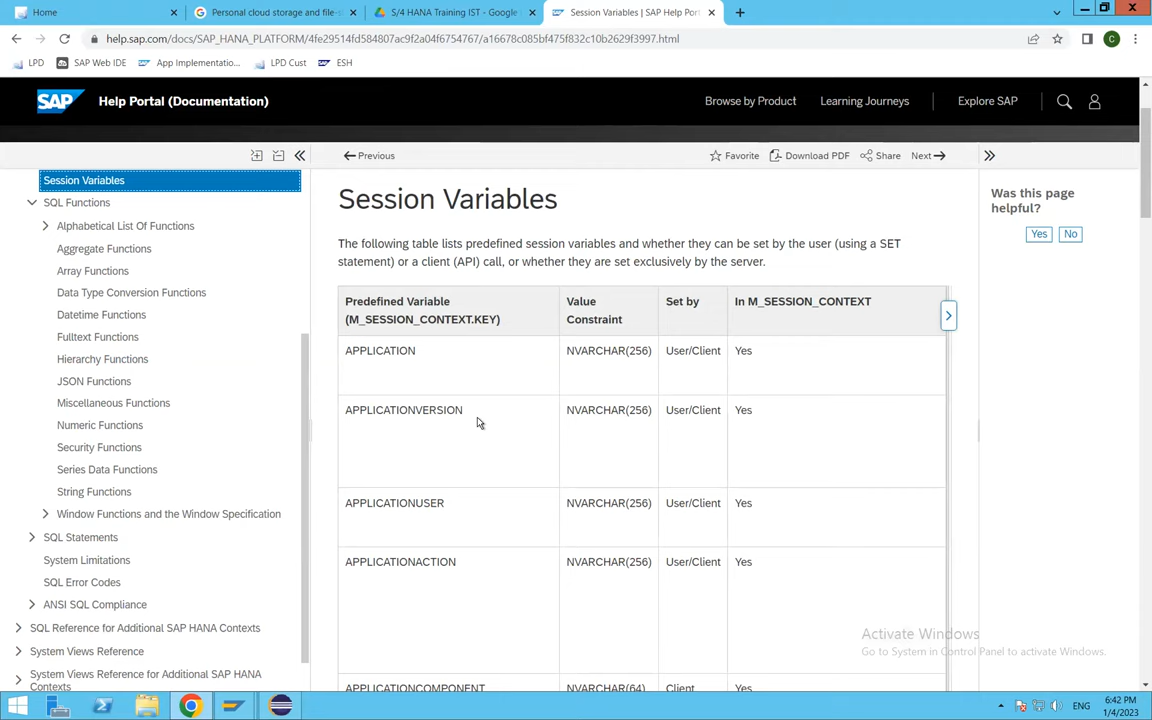 Home
Personal cloud storage and file-s
S/4 HANA Training IST - Google
Session Variables | SAP Help Por
help.sap.com/docs/SAP_HANA_PLATFORM/4fe29514fd584807ac9f2a04f6754767/a16678c085bf475f832c10b2629f3997.html
C
LPD
SAP Web IDE
App Implementatio...
LPD Cust
ESH
SAP
Help Portal (Documentation)
Browse by Product
Learning Journeys
Explore SAP
Previous
Favorite
Download PDF
Share
Next
Session Variables
SQL Functions
Alphabetical List Of Functions
Aggregate Functions
Array Functions
Data Type Conversion Functions
Datetime Functions
Fulltext Functions
Hierarchy Functions
JSON Functions
Miscellaneous Functions
Numeric Functions
Security Functions
Series Data Functions
String Functions
Window Functions and the Window Specification
SQL Statements
System Limitations
SQL Error Codes
ANSI SQL Compliance
SQL Reference for Additional SAP HANA Contexts
System Views Reference
System Views Reference for Additional SAP HANA
Contexts
Session Variables
The following table lists predefined session variables and whether they can be set by the user (using a SET
statement) or a client (API) call, or whether they are set exclusively by the server.
Predefined Variable
(M_SESSION_CONTEXT.KEY)
Value
Constraint
Set by
In M_SESSION_CONTEXT
APPLICATION NVARCHAR(256) User/Client Yes
APPLICATIONVERSION NVARCHAR(256) User/Client Yes
APPLICATIONUSER NVARCHAR(256) User/Client Yes
APPLICATIONACTION NVARCHAR(256) User/Client Yes
APPLICATIONCOMPONENT NVARCHAR(64) Client Yes
Was this page
helpful?
Yes
No
Activate Windows
Go to System in Control Panel to activate Windows.
ENG
6:42 PM
1/4/2023